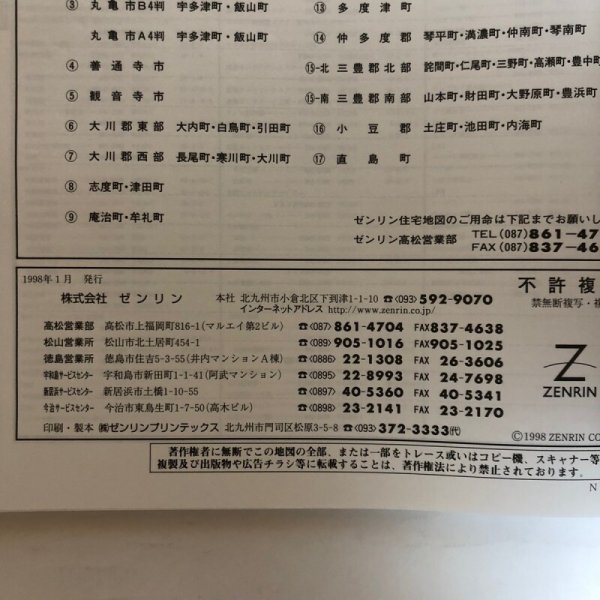 ③ 丸亀市B4判 宇多津町・飯山町
丸亀市A4判 宇多津町・飯山町
④ 善通寺市
⑤ 観音寺市
⑥ 大川郡東部 大内町・白鳥町・引田町
⑦ 大川郡西部 長尾町・寒川町・大川町
⑧ 志度町・津田町
⑨ 庵治町・牟礼町
⑬ 多度津町
⑭ 仲多度郡 琴平町・満濃町・仲南町・琴南町
⑮-北 三豊郡北部 詫間町・仁尾町・三野町・高瀬町・豊中町
⑮-南 三豊郡南部 山本町・財田町・大野原町・豊浜町
⑯ 小豆郡 土庄町・池田町・内海町
⑰ 直島町
ゼンリン住宅地図のご用命は下記までお願いし
ゼンリン高松営業部 TEL(087)861-47
FAX(087)837-46
1998年1月 発行
株式会社 ゼンリン 本社 北九州市小倉北区下到津1-1-10 ☎(093)592-9070
インターネットアドレス http://www.zenrin.co.jp/
高松営業部 高松市上福岡町816-1(マルエイ第2ビル) ☎(087)861-4704 FAX837-4638
松山営業所 松山市北土居町454-1 ☎(089)905-1016 FAX905-1025
徳島営業所 徳島市住吉5-3-55(井内マンションA棟) ☎(0886)22-1308 FAX26-3606
宇和島サービスセンター 宇和島市新田町1-1-41(阿武マンション) ☎(0895)22-8993 FAX24-7698
新居浜サービスセンター 新居浜市土橋1-10-55 ☎(0897)40-5360 FAX40-5341
今治サービスセンター 今治市東鳥生1-7-50(高木ビル) ☎(0898)23-2141 FAX23-2170
印刷・製本 ㈱ゼンリンプリンテックス 北九州市門司区松原3-5-8 ☎(093)372-3333(代)
不許複
禁無断複写・複
Z
ZENRIN
©1998 ZENRIN CO
著作権者に無断でこの地図の全部、または一部をトレース或いはコピー機、スキャナー等
複製及び出版物や広告チラシ等に転載することは、著作権法により禁止されております。
N